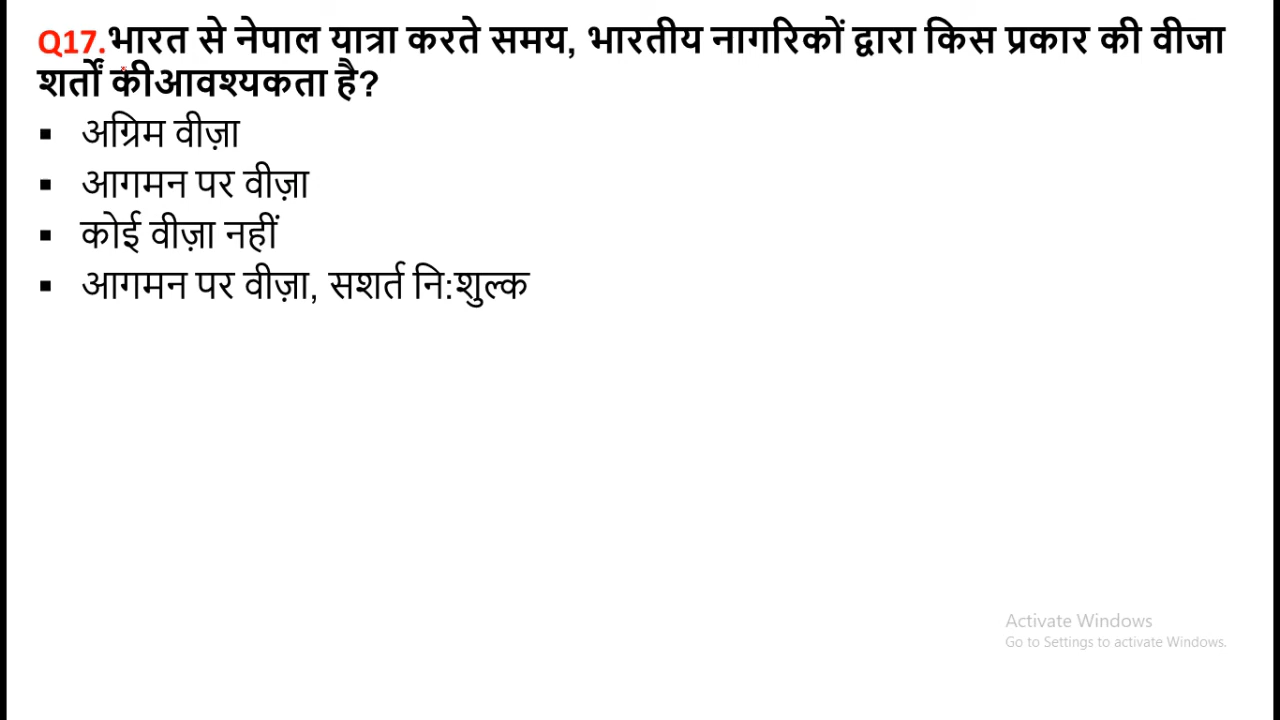 Q17.भारत से नेपाल यात्रा करते समय, भारतीय नागरिकों द्वारा किस प्रकार की वीजा
शर्तों कीआवश्यकता है?
▪ अग्रिम वीज़ा
▪ आगमन पर वीज़ा
▪ कोई वीज़ा नहीं
▪ आगमन पर वीज़ा, सशर्त नि:शुल्क
Activate Windows
Go to Settings to activate Windows.